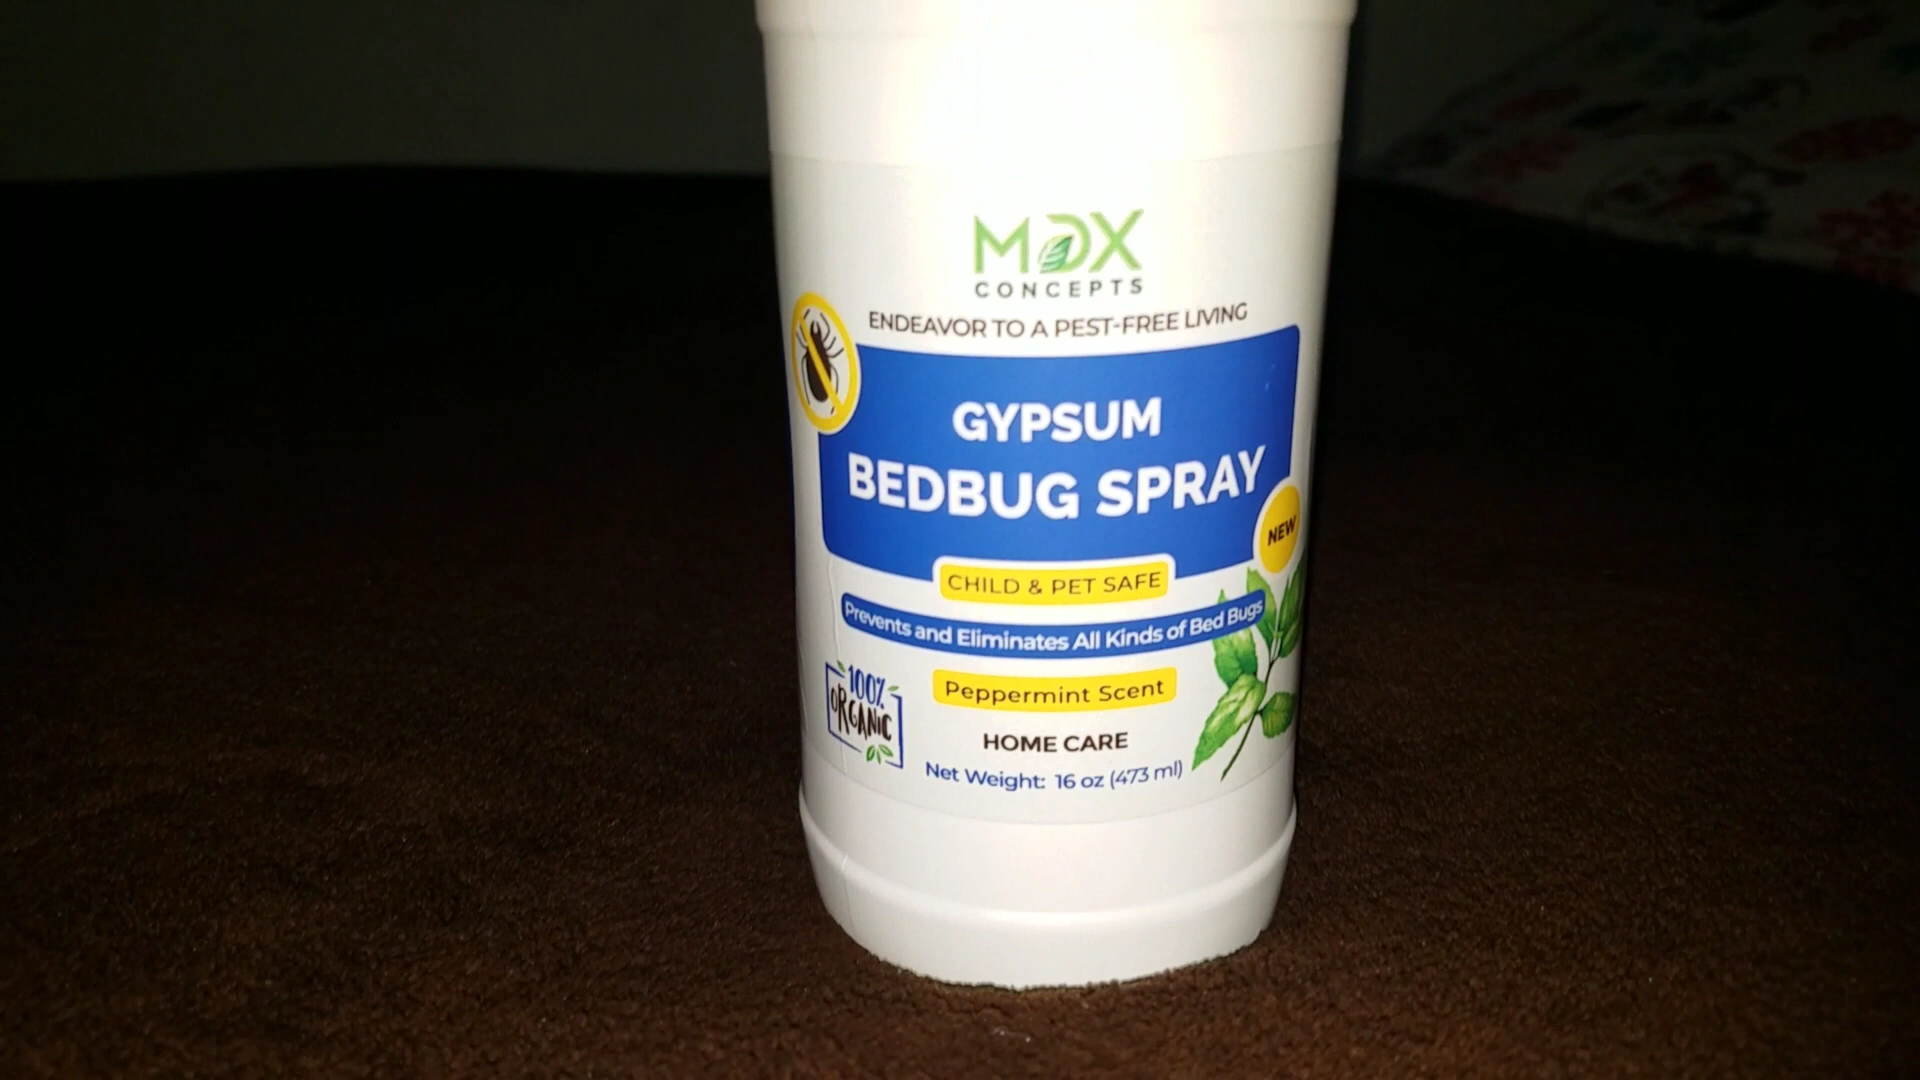 MDX
CONCEPTS
ENDEAVOR TO A PEST-FREE LIVING
GYPSUM
BEDBUG SPRAY
NEW
CHILD & PET SAFE
Prevents and Eliminates All Kinds of Bed Bugs
100%
ORGANIC
Peppermint Scent
HOME CARE
Net Weight: 16 oz (473 ml)